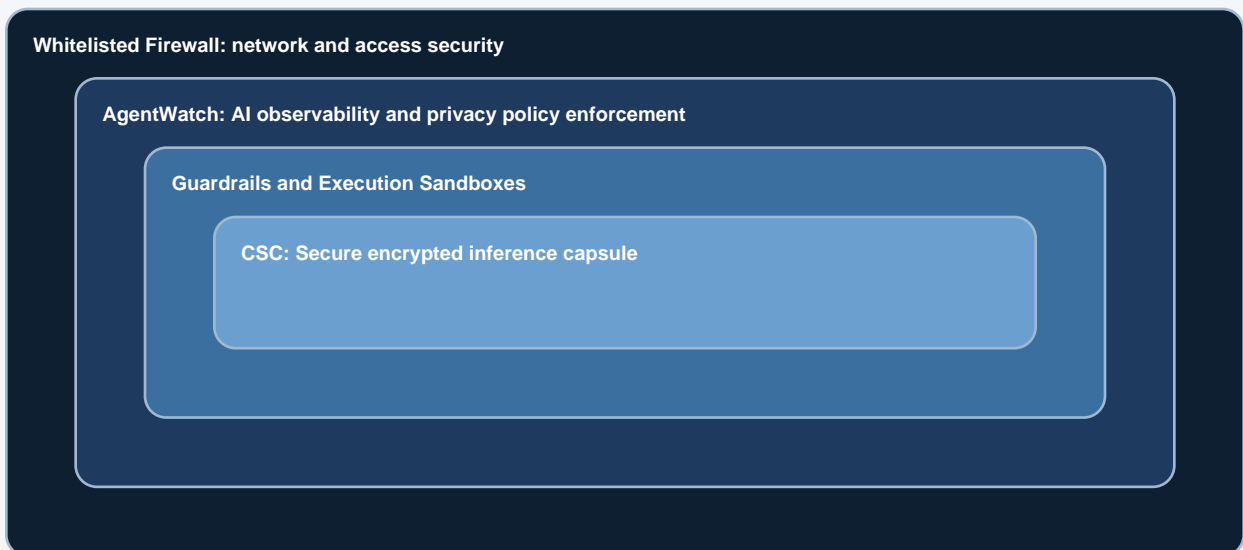 Whitelisted Firewall: network and access security
AgentWatch: AI observability and privacy policy enforcement
Guardrails and Execution Sandboxes
CSC: Secure encrypted inference capsule